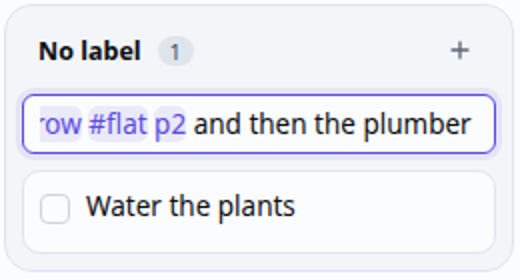 No label 1 +
row #flat p2 and then the plumber
Water the plants